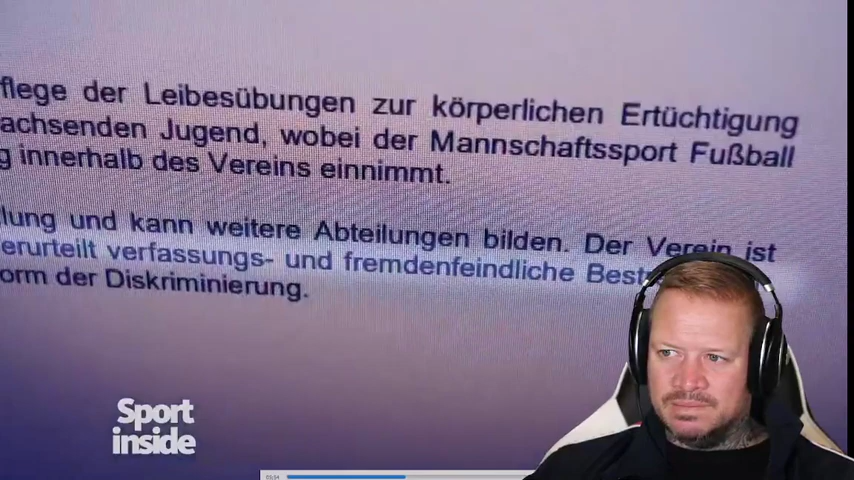 flege der Leibesübungen zur körperlichen Ertüchtigung
achsenden Jugend, wobei der Mannschaftssport Fußball
g innerhalb des Vereins einnimmt.
lung und kann weitere Abteilungen bilden. Der Verein ist
erurteilt verfassungs- und fremdenfeindliche Best
orm der Diskriminierung.
Sport
inside